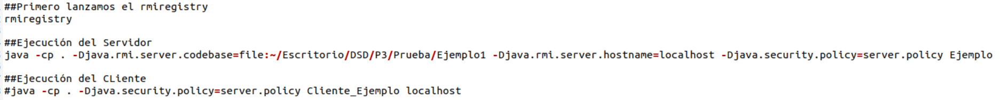 ##Primero lanzamos el rmiregistry
rmiregistry
##Ejecución del Servidor
java -cp . -Djava.rmi.server.codebase=file:~/Escritorio/DSD/P3/Prueba/Ejemplo1 -Djava.rmi.server.hostname=localhost -Djava.security.policy=server.policy Ejemplo
##Ejecución del CLiente
#java -cp . -Djava.security.policy=server.policy Cliente_Ejemplo localhost